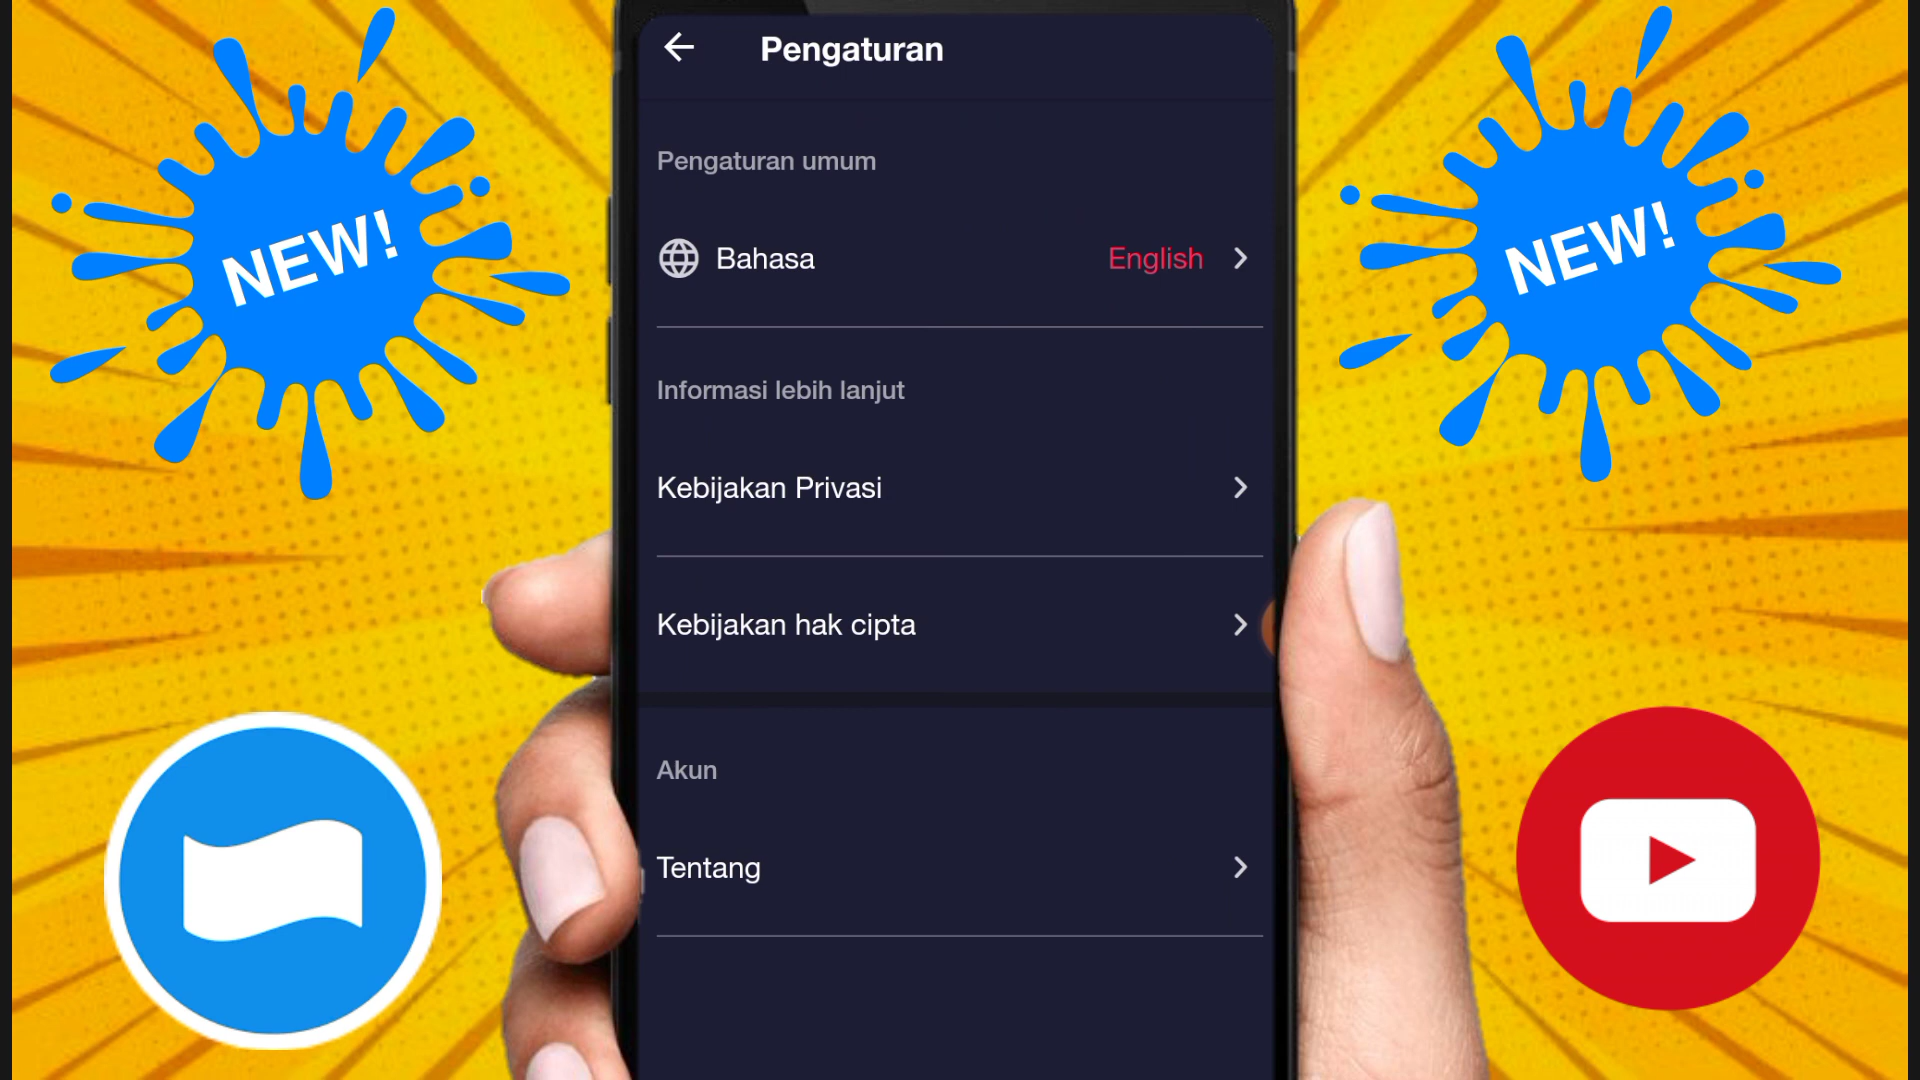 Pengaturan
NEW!
NEW!
Pengaturan umum
Bahasa
English
Informasi lebih lanjut
Kebijakan Privasi
Kebijakan hak cipta
Akun
Tentang